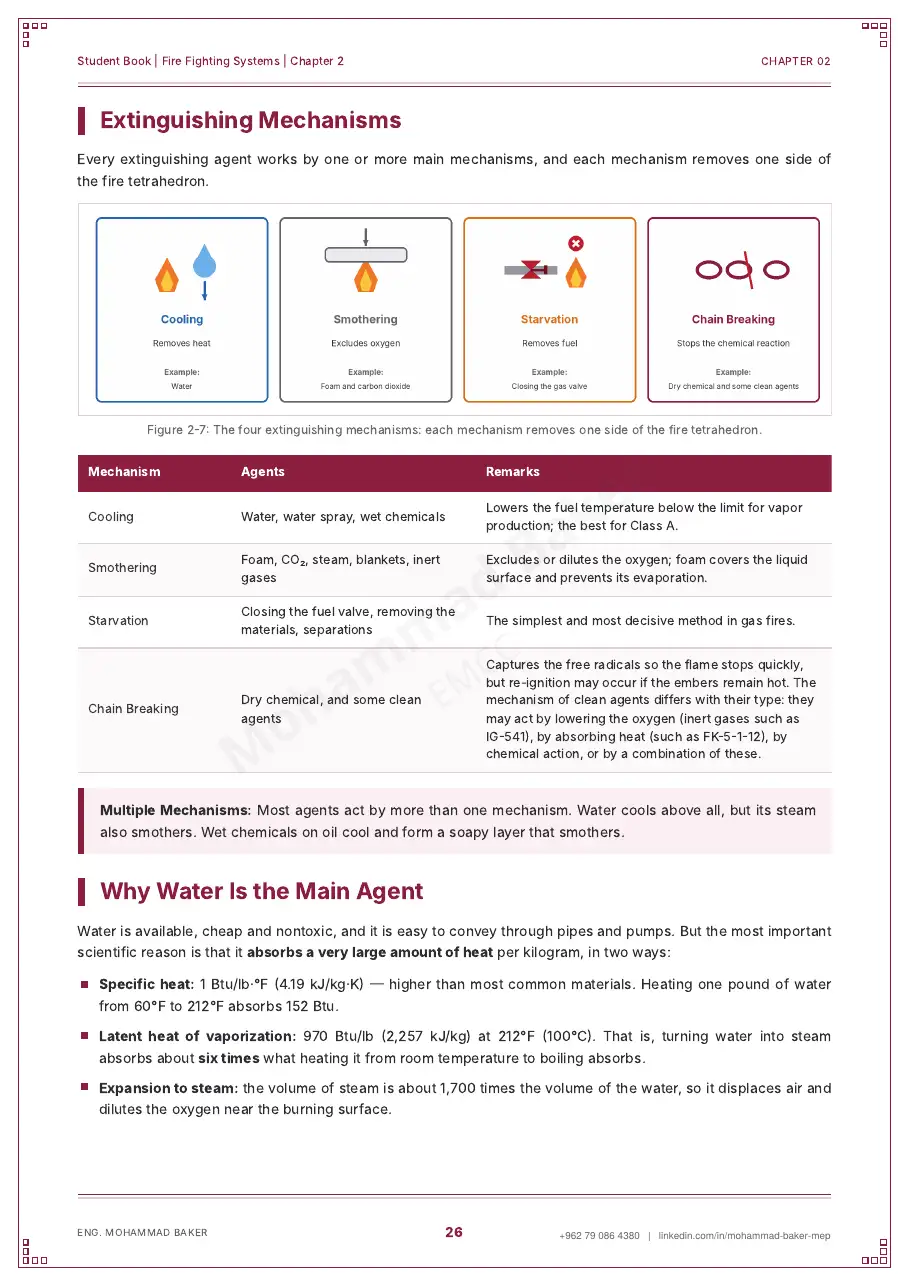 Student Book | Fire Fighting Systems | Chapter 2
CHAPTER 02
Extinguishing Mechanisms
Every extinguishing agent works by one or more main mechanisms, and each mechanism removes one side of
the fire tetrahedron.
Cooling
Removes heat
Example:
Water
Smothering
Excludes oxygen
Example:
Foam and carbon dioxide
Starvation
Removes fuel
Example:
Closing the gas valve
Chain Breaking
Stops the chemical reaction
Example:
Dry chemical and some clean agents
Figure 2-7: The four extinguishing mechanisms: each mechanism removes one side of the fire tetrahedron.
Mechanism
Agents
Remarks
Cooling
Water, water spray, wet chemicals
Lowers the fuel temperature below the limit for vapor
production; the best for Class A.
Smothering
Foam, CO₂, steam, blankets, inert
gases
Excludes or dilutes the oxygen; foam covers the liquid
surface and prevents its evaporation.
Starvation
Closing the fuel valve, removing the
materials, separations
The simplest and most decisive method in gas fires.
Chain Breaking
Dry chemical, and some clean
agents
Captures the free radicals so the flame stops quickly,
but re-ignition may occur if the embers remain hot. The
mechanism of clean agents differs with their type: they
may act by lowering the oxygen (inert gases such as
IG-541), by absorbing heat (such as FK-5-1-12), by
chemical action, or by a combination of these.
Mohammad Baker
EMCC
Multiple Mechanisms: Most agents act by more than one mechanism. Water cools above all, but its steam
also smothers. Wet chemicals on oil cool and form a soapy layer that smothers.
Why Water Is the Main Agent
Water is available, cheap and nontoxic, and it is easy to convey through pipes and pumps. But the most important
scientific reason is that it absorbs a very large amount of heat per kilogram, in two ways:
Specific heat: 1 Btu/lb·°F (4.19 kJ/kg·K) — higher than most common materials. Heating one pound of water
from 60°F to 212°F absorbs 152 Btu.
Latent heat of vaporization: 970 Btu/lb (2,257 kJ/kg) at 212°F (100°C). That is, turning water into steam
absorbs about six times what heating it from room temperature to boiling absorbs.
Expansion to steam: the volume of steam is about 1,700 times the volume of the water, so it displaces air and
dilutes the oxygen near the burning surface.
ENG. MOHAMMAD BAKER
26
+962 79 086 4380 | linkedin.com/in/mohammad-baker-mep